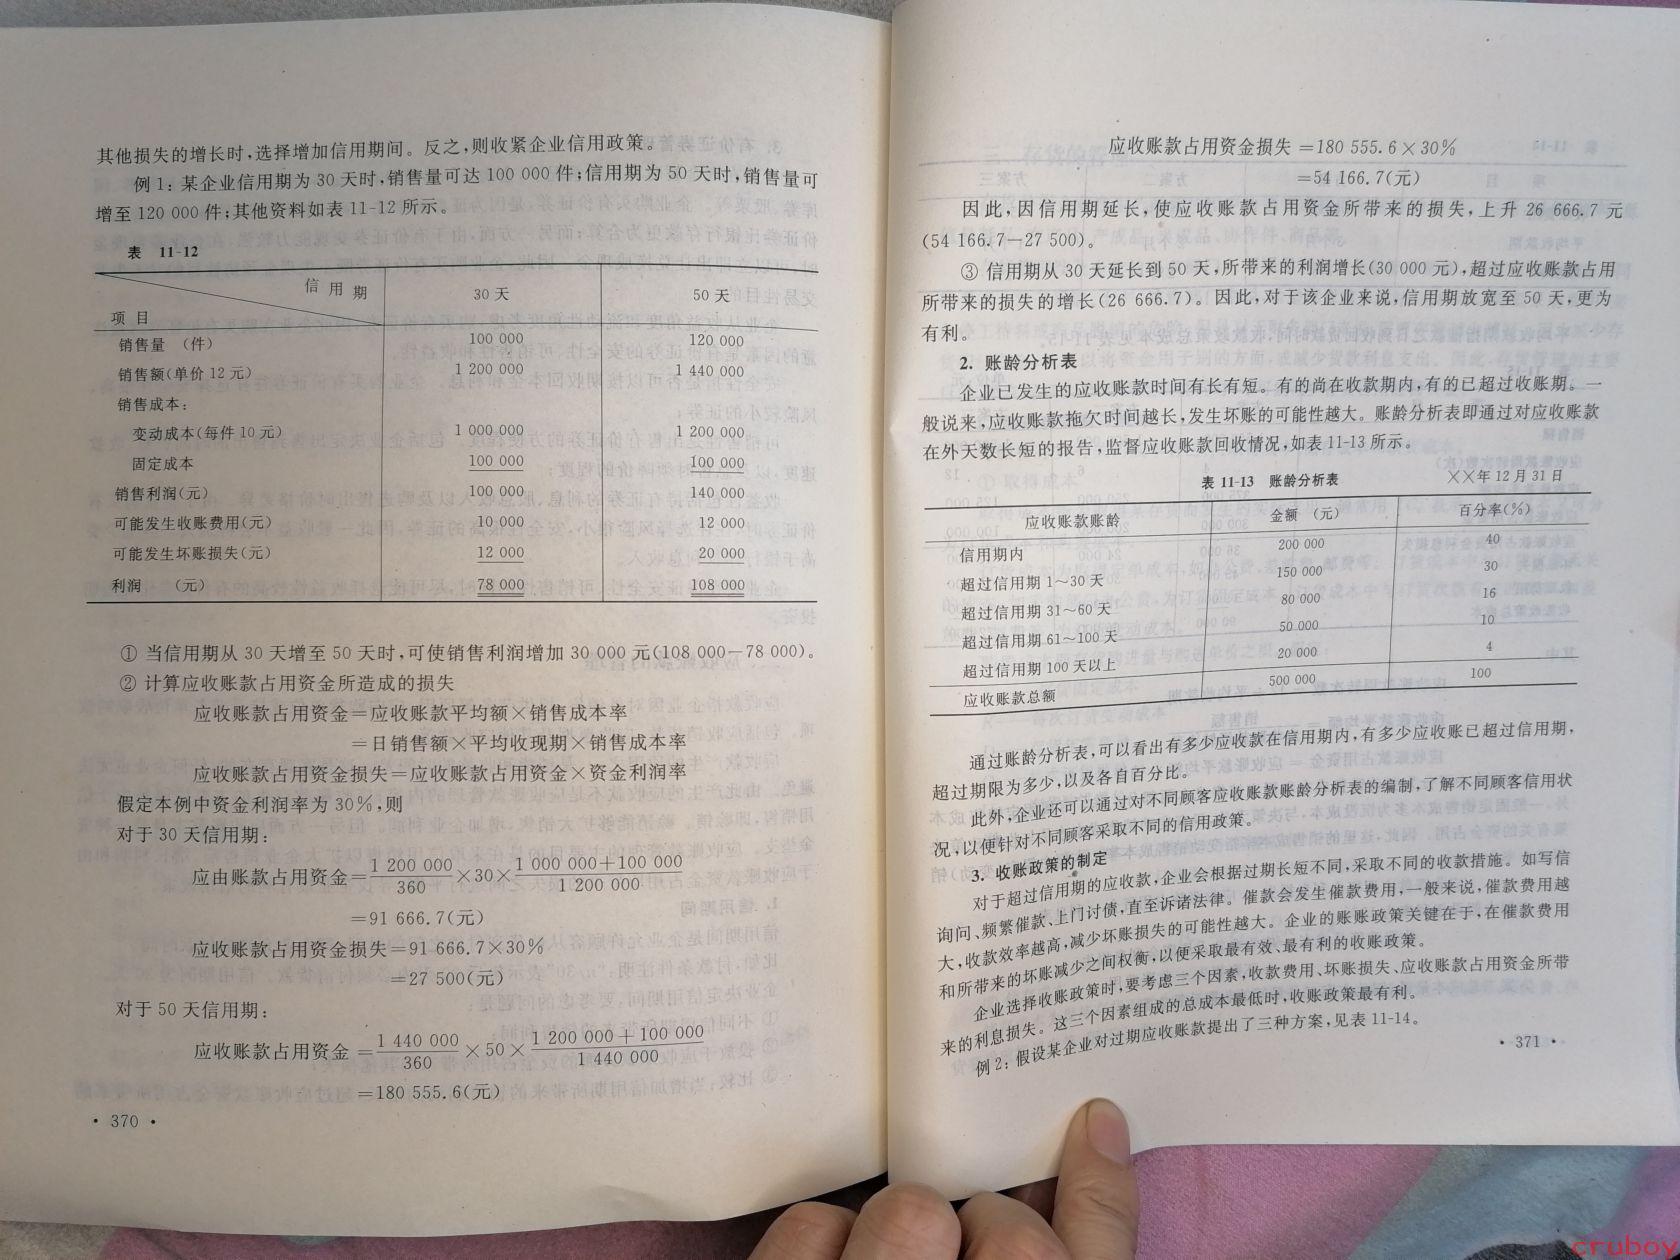 其他损失的增长时,选择增加信用期间。反之,则收紧企业信用政策。
例1:某企业信用期为30天时,销售量可达100 000件;信用期为50天时,销售量可
增至120 000件;其他资料如表11-12所示。
表 11-12
信用期 30天 50天
项目
销售量 (件) 100 000 120 000
销售额(单价12元) 1 200 000 1 440 000
销售成本:
变动成本(每件10元) 1 000 000 1 200 000
固定成本 100 000 100 000
销售利润(元) 100 000 140 000
可能发生收账费用(元) 10 000 12 000
可能发生坏账损失(元) 12 000 20 000
利润 (元) 78 000 108 000
① 当信用期从30天增至50天时,可使销售利润增加30 000元(108 000—78 000)。
② 计算应收账款占用资金所造成的损失
应收账款占用资金=应收账款平均额×销售成本率
=日销售额×平均收现期×销售成本率
应收账款占用资金损失=应收账款占用资金×资金利润率
假定本例中资金利润率为30%,则
对于30天信用期:
应由账款占用资金=1 200 000/360×30×1 000 000+100 000/1 200 000
=91 666.7(元)
应收账款占用资金损失=91 666.7×30%
=27 500(元)
对于50天信用期:
应收账款占用资金=1 440 000/360×50×1 200 000+100 000/1 440 000
=180 555.6(元)
· 370 ·
应收账款占用资金损失=180 555.6×30%
=54 166.7(元)
因此,因信用期延长,使应收账款占用资金所带来的损失,上升26 666.7元
(54 166.7—27 500)。
③ 信用期从30天延长到50天,所带来的利润增长(30 000元),超过应收账款占用
所带来的损失的增长(26 666.7)。因此,对于该企业来说,信用期放宽至50天,更为
有利。
2. 账龄分析表
企业已发生的应收账款时间有长有短。有的尚在收款期内,有的已超过收账期。一
般说来,应收账款拖欠时间越长,发生坏账的可能性越大。账龄分析表即通过对应收账款
在外天数长短的报告,监督应收账款回收情况,如表11-13所示。
表 11-13 账龄分析表 ××年12月31日
应收账款账龄 金额 (元) 百分率(%)
信用期内 200 000 40
超过信用期1~30天 150 000 30
超过信用期31~60天 80 000 16
超过信用期61~100天 50 000 10
超过信用期100天以上 20 000 4
应收账款总额 500 000 100
通过账龄分析表,可以看出有多少应收款在信用期内,有多少应收账已超过信用期,
超过期限为多少,以及各自百分比。
此外,企业还可以通过对不同顾客应收账款账龄分析表的编制,了解不同顾客信用状
况,以便针对不同顾客采取不同的信用政策。
3. 收账政策的制定
对于超过信用期的应收款,企业会根据过期长短不同,采取不同的收款措施。如写信
询问、频繁催款、上门讨债,直至诉诸法律。催款会发生催款费用,一般来说,催款费用越
大,收款效率越高,减少坏账损失的可能性越大。企业的账账政策关键在于,在催款费用
和所带来的坏账减少之间权衡,以便采取最有效、最有利的收账政策。
企业选择收账政策时,要考虑三个因素,收款费用、坏账损失、应收账款占用资金所带
来的利息损失。这三个因素组成的总成本最低时,收账政策最有利。
例2:假设某企业对过期应收账款提出了三种方案,见表11-14。
· 371 ·
cruboy